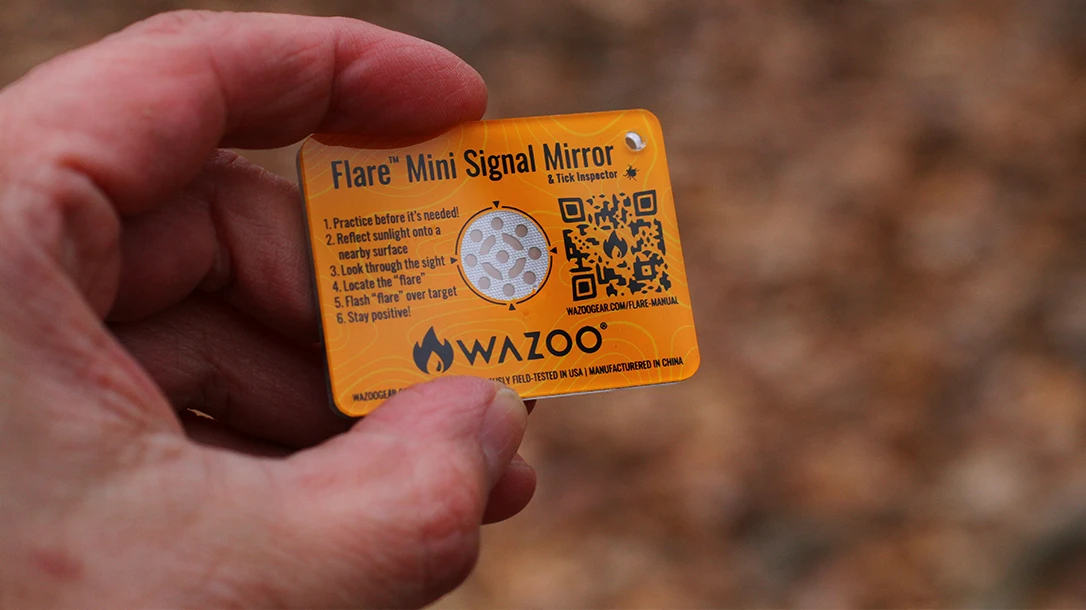 Flare™ Mini Signal Mirror
& Tick Inspector
1. Practice before it's needed!
2. Reflect sunlight onto a
nearby surface
3. Look through the sight
4. Locate the "flare"
5. Flash "flare" over target
6. Stay positive!
WAZOOGEAR.COM/FLARE-MANUAL
WAZOO®
FIELD-TESTED IN USA | MANUFACTURERED IN CHINA